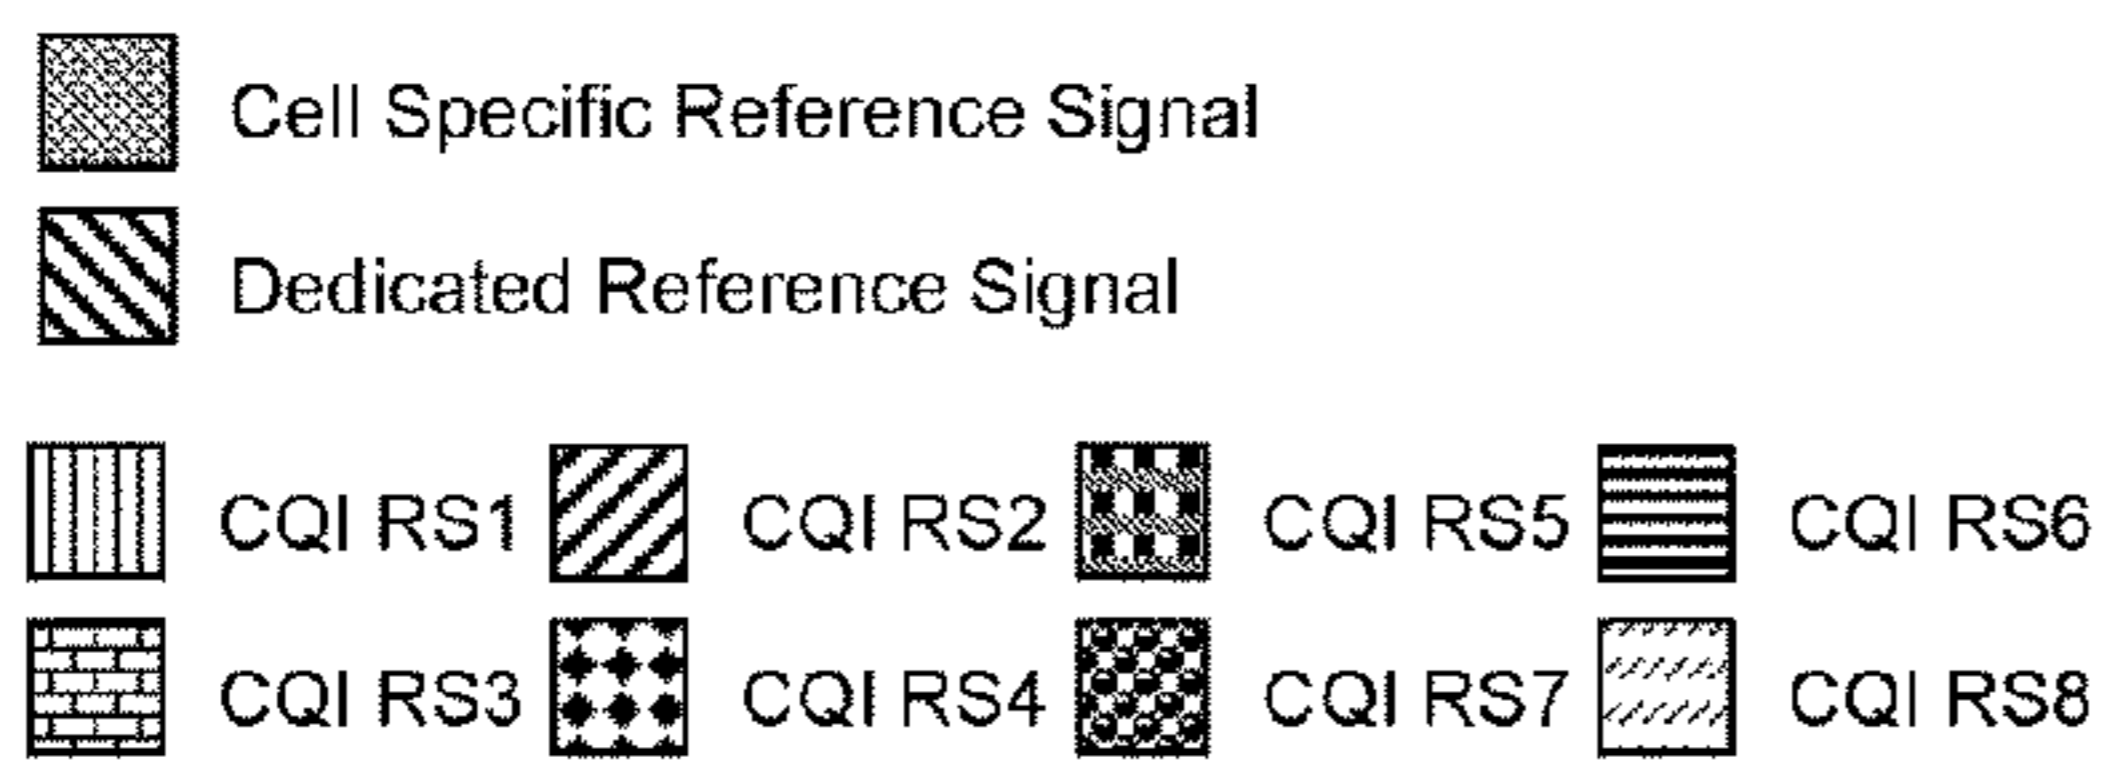 Cell Specific Reference Signal
Dedicated Reference Signal
CQI RS1 CQI RS2 CQI RS5 CQI RS6
CQI RS3 CQI RS4 CQI RS7 CQI RS8